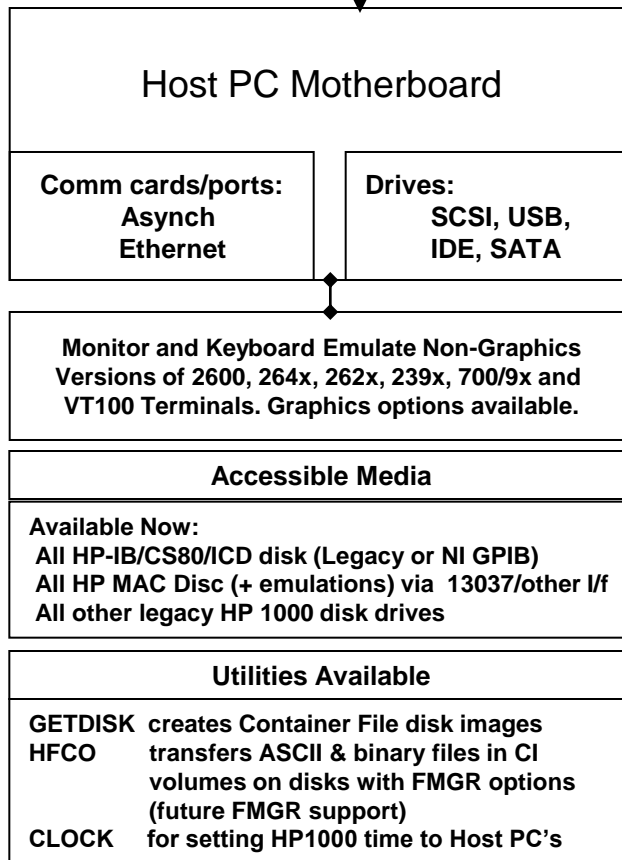 Host PC Motherboard
Comm cards/ports:
Asynch
Ethernet
Drives:
SCSI, USB,
IDE, SATA
Monitor and Keyboard Emulate Non-Graphics
Versions of 2600, 264x, 262x, 239x, 700/9x and
VT100 Terminals. Graphics options available.
Accessible Media
Available Now:
All HP-IB/CS80/ICD disk (Legacy or NI GPIB)
All HP MAC Disc (+ emulations) via 13037/other I/f
All other legacy HP 1000 disk drives
Utilities Available
GETDISK creates Container File disk images
HFCO transfers ASCII & binary files in CI
volumes on disks with FMGR options
(future FMGR support)
CLOCK for setting HP1000 time to Host PC's